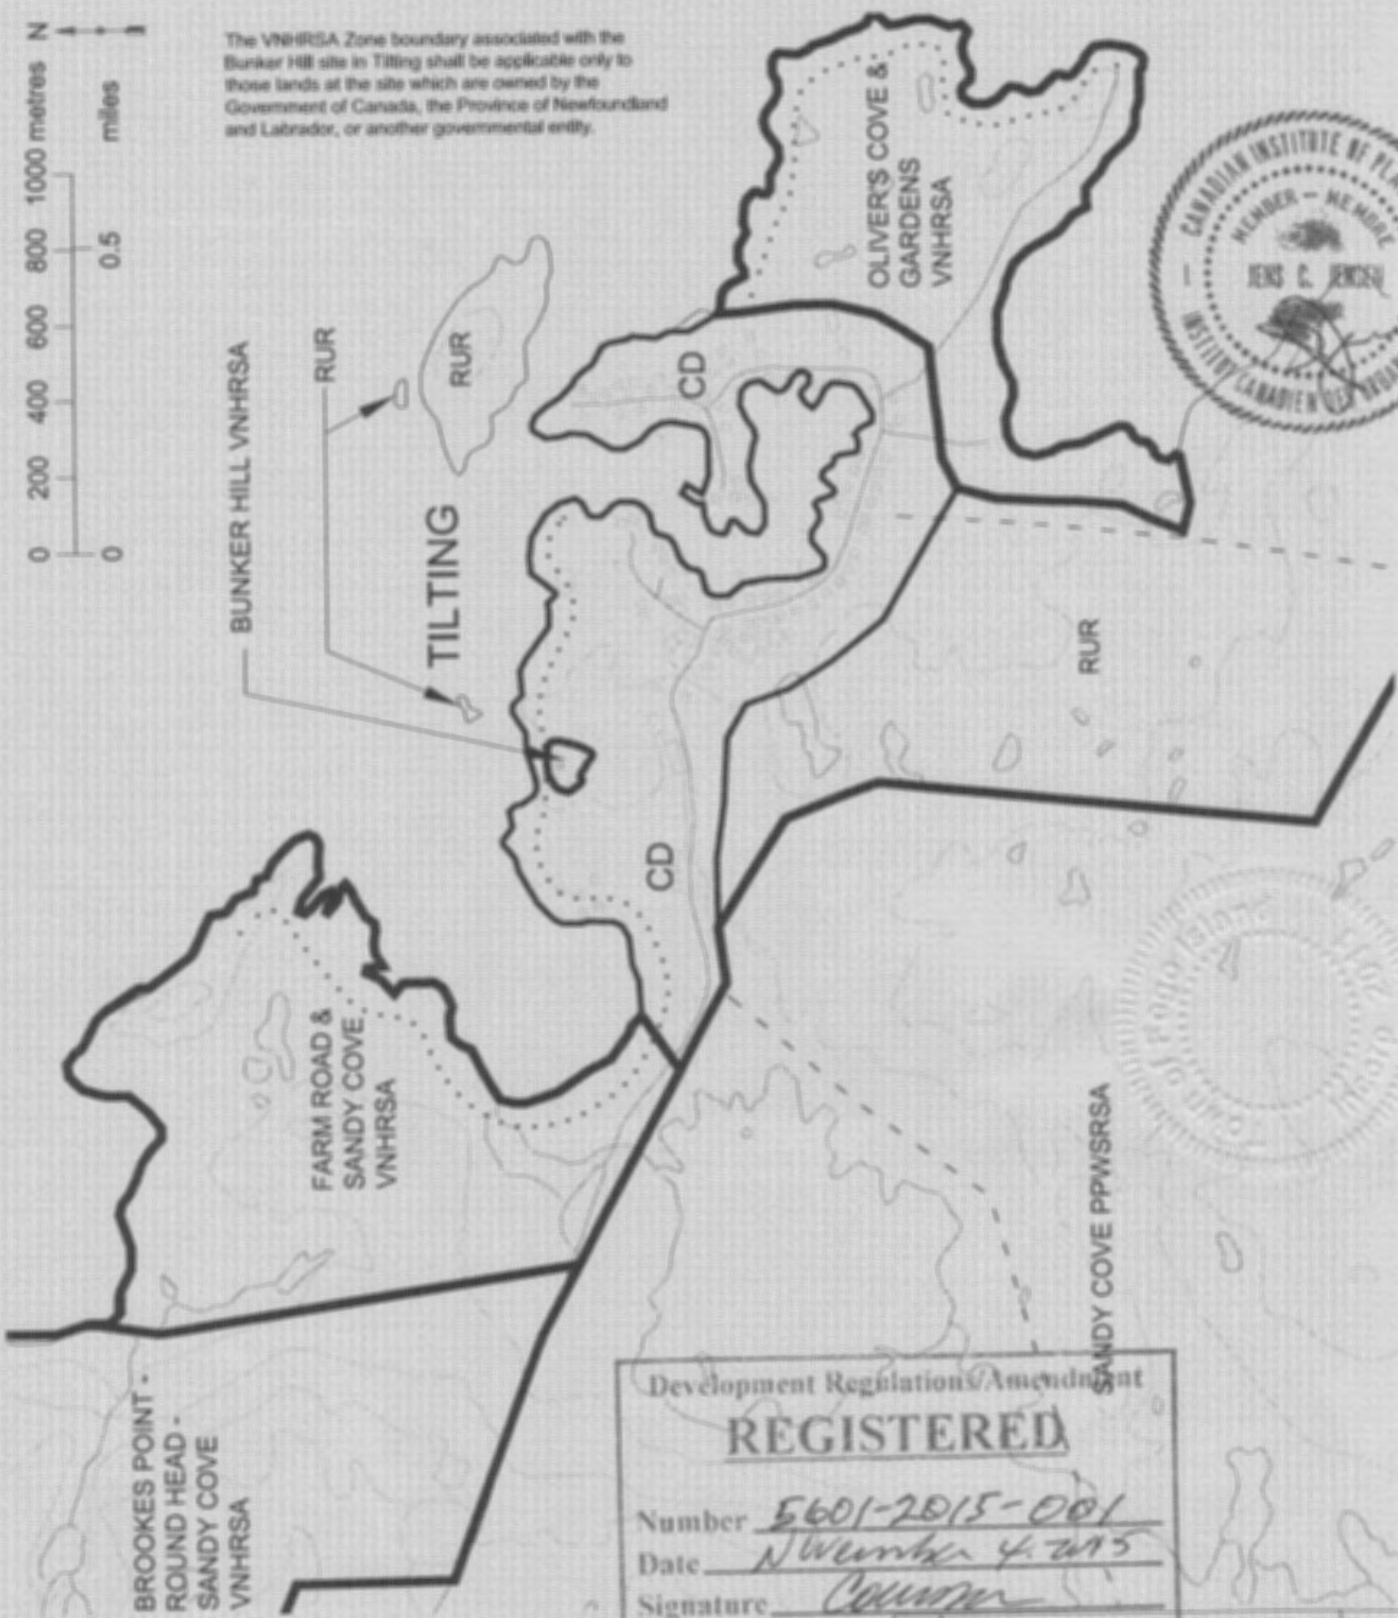 The VNHRSA Zone boundary associated with the
Bunker Hill site in Tilting shall be applicable only to
those lands at the site which are owned by the
Government of Canada, the Province of Newfoundland
and Labrador, or another governmental entity.
0 200 400 600 800 1000 metres N
0 0.5 miles
BUNKER HILL VNHRSA
RUR
RUR
TILTING
OLIVER'S COVE &
GARDENS
VNHRSA
CD
CD
RUR
FARM ROAD &
SANDY COVE
VNHRSA
SANDY COVE PPWSRSA
BROOKES POINT -
ROUND HEAD -
SANDY COVE
VNHRSA
CANADIAN INSTITUTE OF PLA
MEMBER - MEMBRE
JENS C. JENSEN
INSTITUT CANADIEN DES
Town of Fogo Island
Development Regulations/Amendment
REGISTERED
Number 5601-2015-001
Date November 4. 2015
Signature